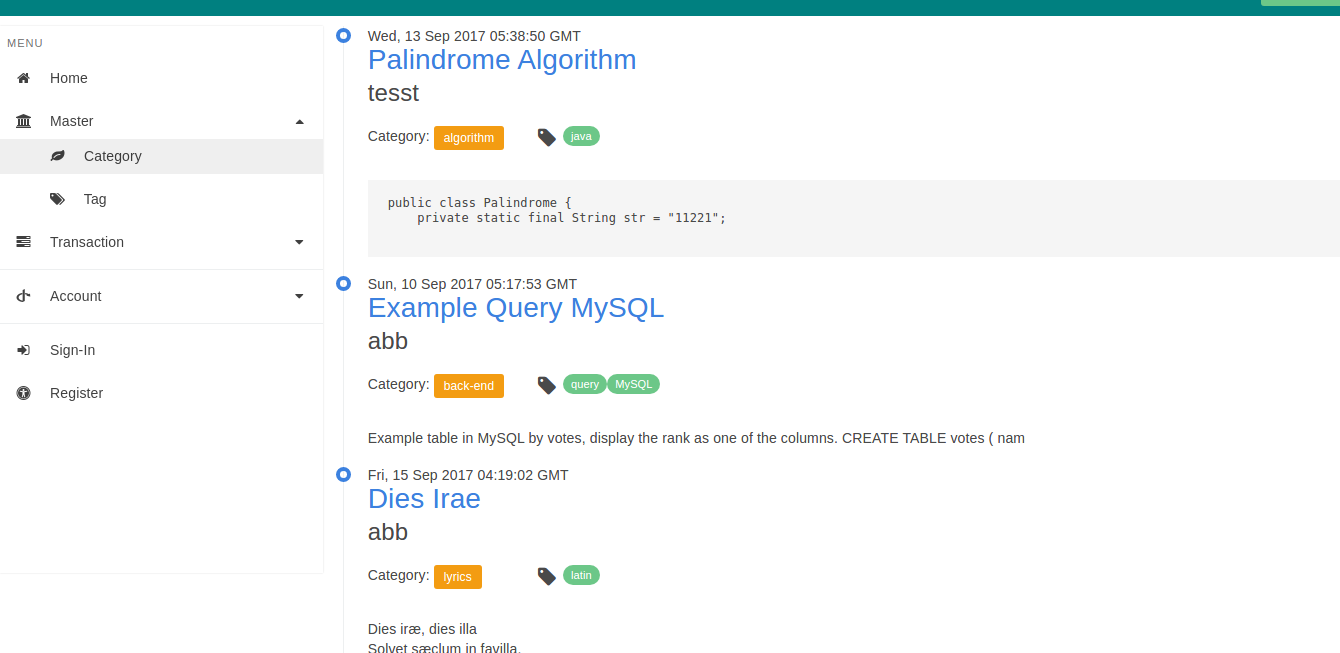 MENU
Home
Master
Category
Tag
Transaction
Account
Sign-In
Register
Wed, 13 Sep 2017 05:38:50 GMT
Palindrome Algorithm
tesst
Category: algorithm java
public class Palindrome {
    private static final String str = "11221";
Sun, 10 Sep 2017 05:17:53 GMT
Example Query MySQL
abb
Category: back-end query MySQL
Example table in MySQL by votes, display the rank as one of the columns. CREATE TABLE votes ( nam
Fri, 15 Sep 2017 04:19:02 GMT
Dies Irae
abb
Category: lyrics latin
Dies iræ, dies illa
Solvet sæclum in favilla.